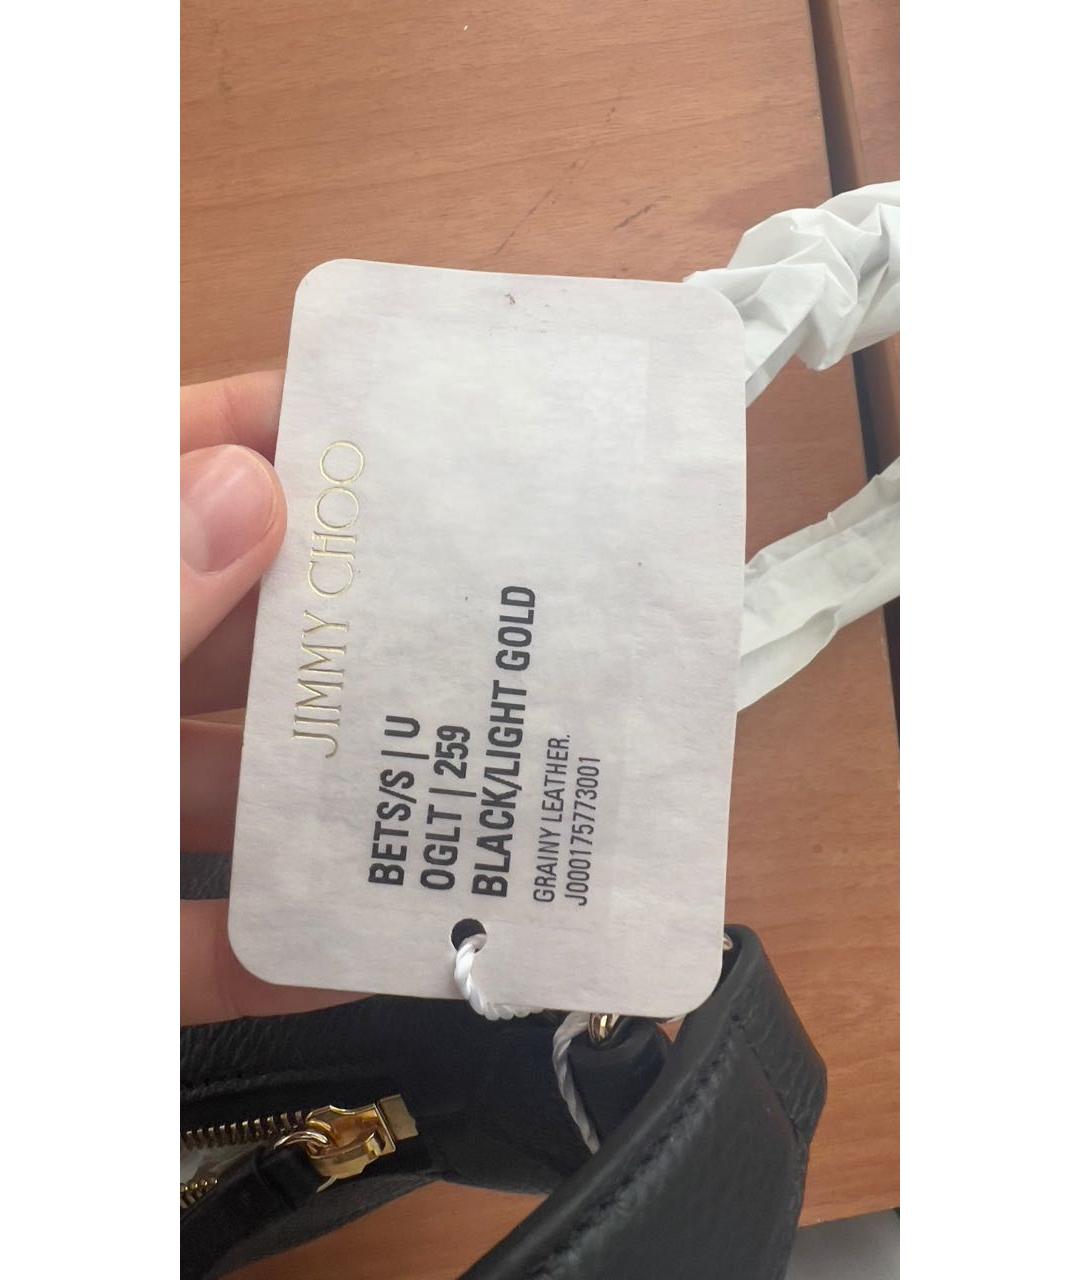 JIMMY CHOO
BETS/S | U
OGLT | 259
BLACK/LIGHT GOLD
GRAINY LEATHER.
J000175773001